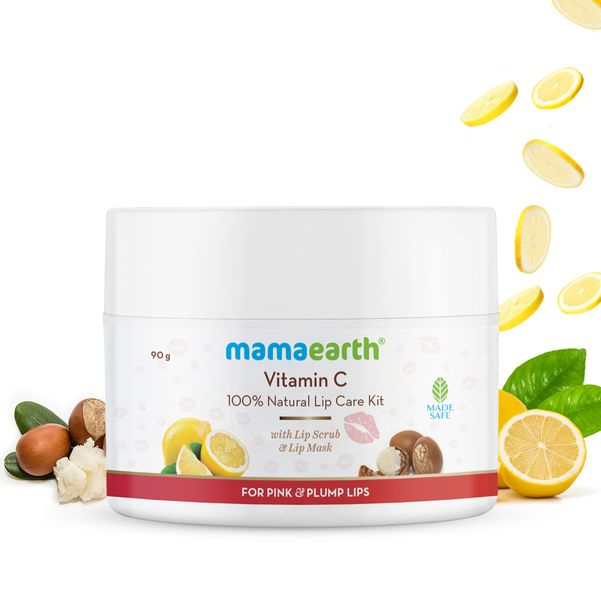 90 g
mamaearth®
Vitamin C
100% Natural Lip Care Kit
with Lip Scrub
& Lip Mask
MADE
SAFE
FOR PINK & PLUMP LIPS